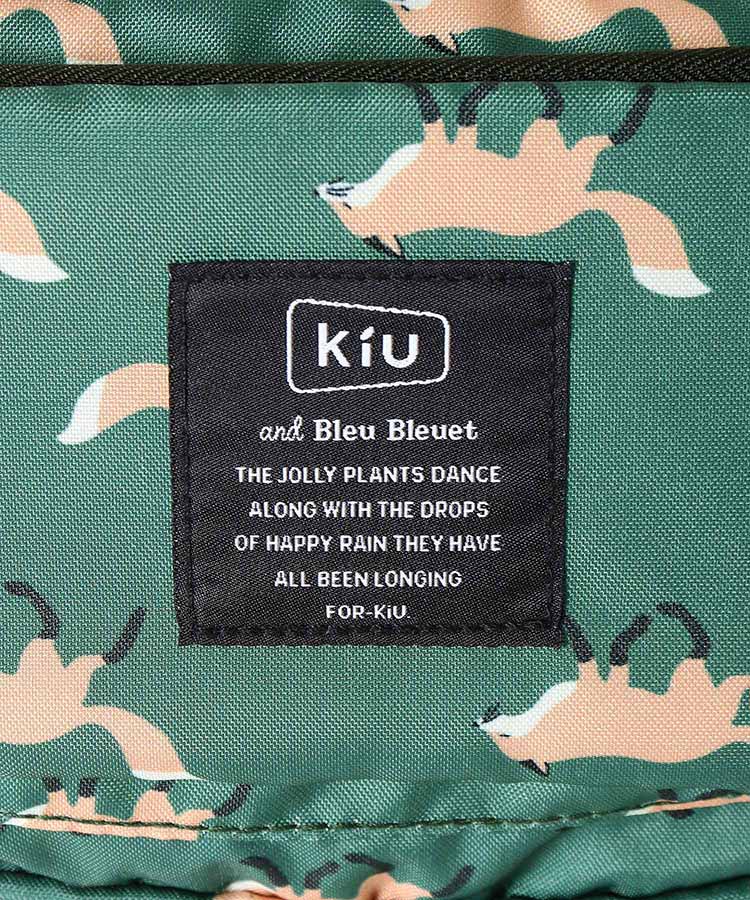 KiU
and Bleu Bleuet
THE JOLLY PLANTS DANCE
ALONG WITH THE DROPS
OF HAPPY RAIN THEY HAVE
ALL BEEN LONGING
FOR-KiU.